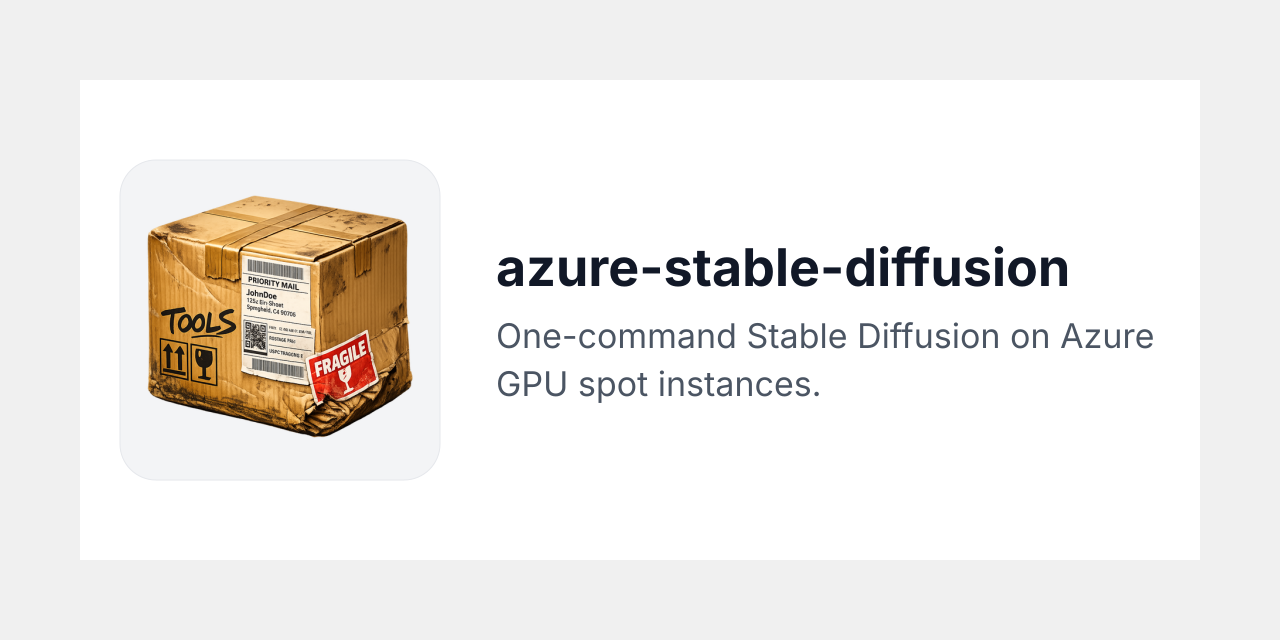 TOOLS
PRIORITY MAIL
JohnDoe
FRAGILE
azure-stable-diffusion
One-command Stable Diffusion on Azure
GPU spot instances.